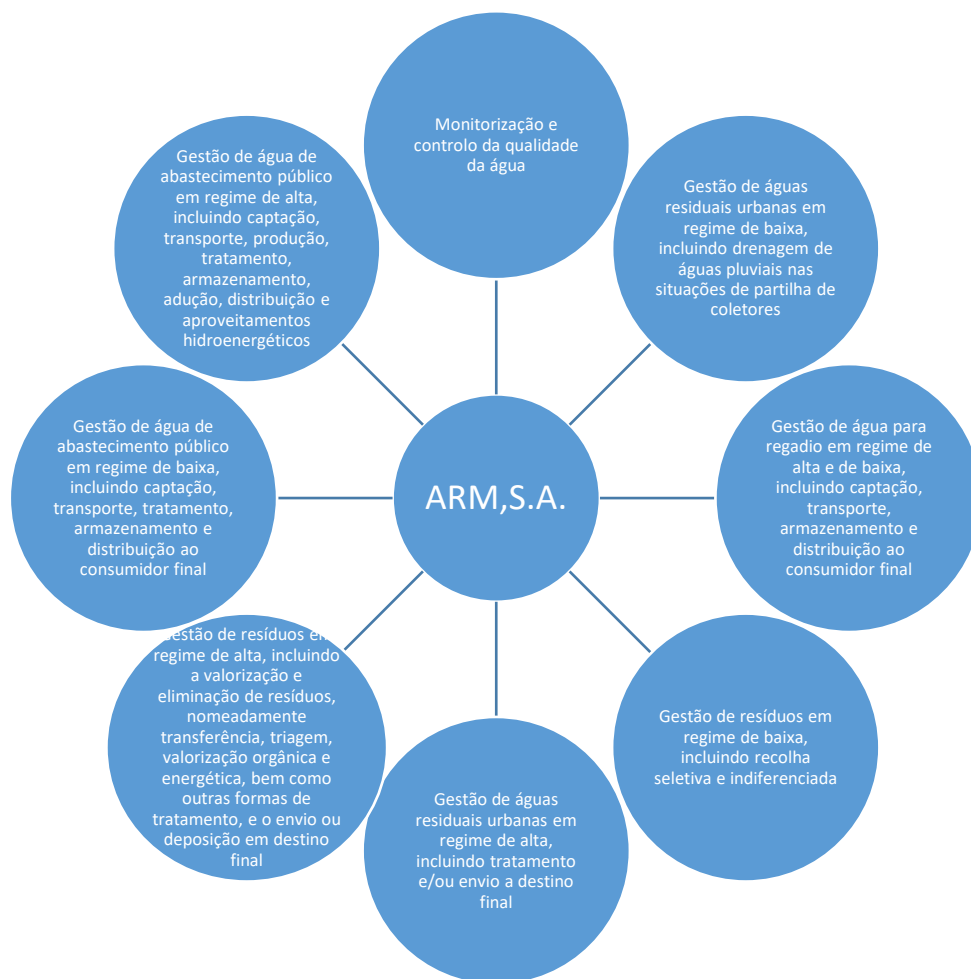 Monitorização e
controlo da qualidade
da água
Gestão de águas
residuais urbanas em
regime de baixa,
incluindo drenagem de
águas pluviais nas
situações de partilha de
coletores
Gestão de água para
regadio em regime de
alta e de baixa,
incluindo captação,
transporte,
armazenamento e
distribuição ao
consumidor final
Gestão de resíduos em
regime de baixa,
incluindo recolha
seletiva e indiferenciada
Gestão de águas
residuais urbanas em
regime de alta,
incluindo tratamento
e/ou envio a destino
final
Gestão de resíduos em
regime de alta, incluindo
a valorização e
eliminação de resíduos,
nomeadamente
transferência, triagem,
valorização orgânica e
energética, bem como
outras formas de
tratamento, e o envio ou
deposição em destino
final
Gestão de água de
abastecimento público
em regime de baixa,
incluindo captação,
transporte, tratamento,
armazenamento e
distribuição ao
consumidor final
Gestão de água de
abastecimento público
em regime de alta,
incluindo captação,
transporte, produção,
tratamento,
armazenamento,
adução, distribuição e
aproveitamentos
hidroenergéticos
ARM,S.A.